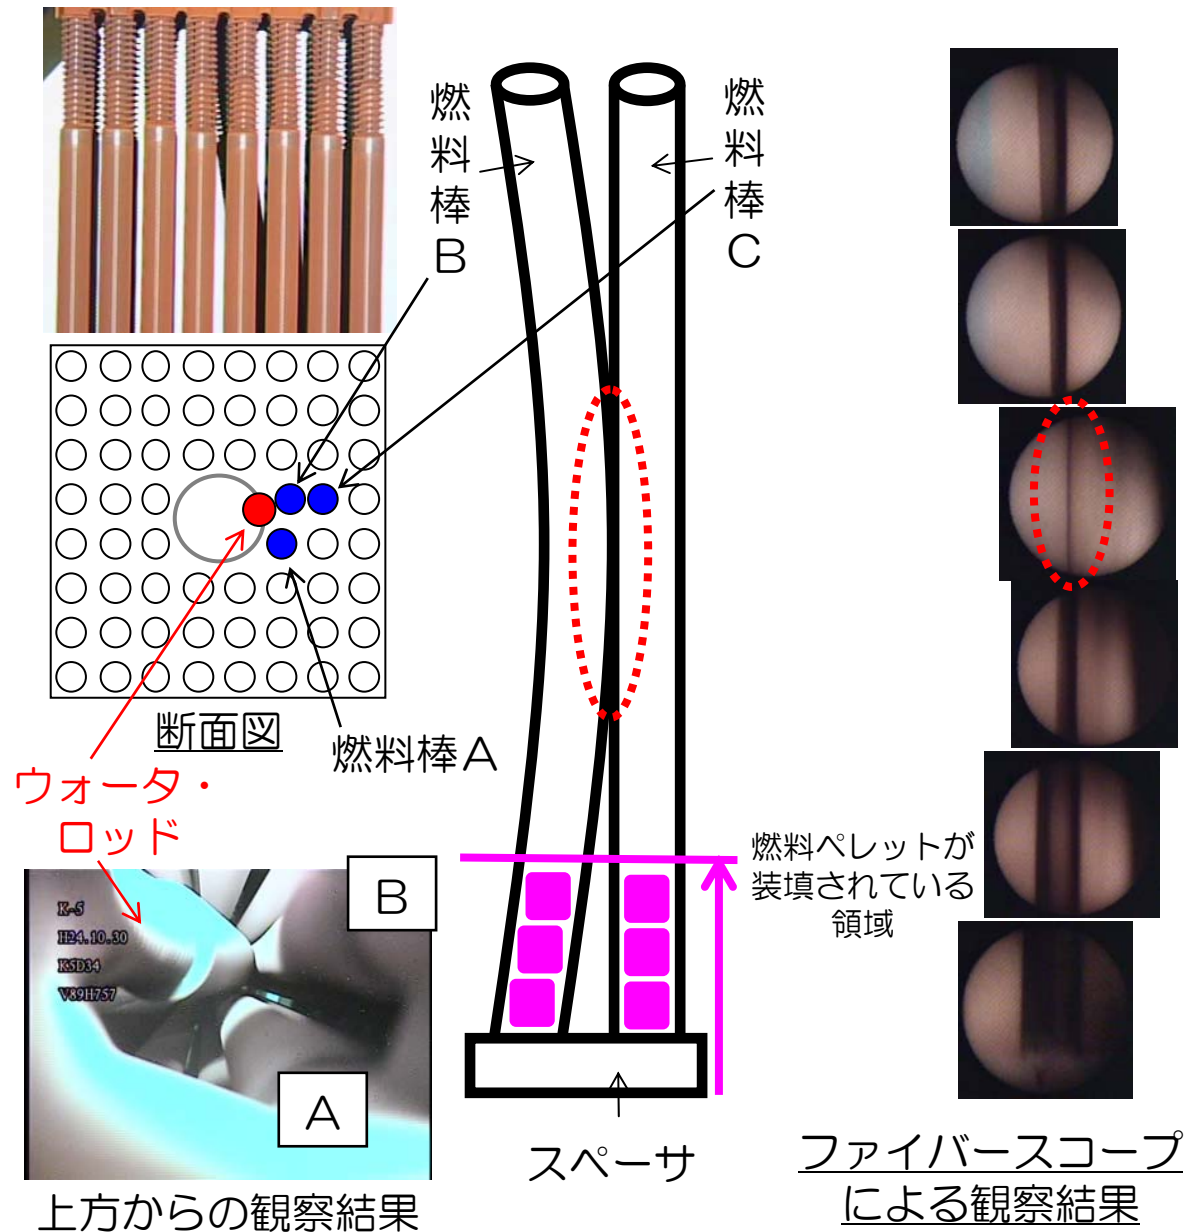 燃料棒B
燃料棒C
断面図
燃料棒A
ウォータ・
ロッド
K-5
H24.10.30
K5D34
V89H757
B
A
上方からの観察結果
燃料ペレットが
装填されている
領域
スペーサ
ファイバースコープ
による観察結果